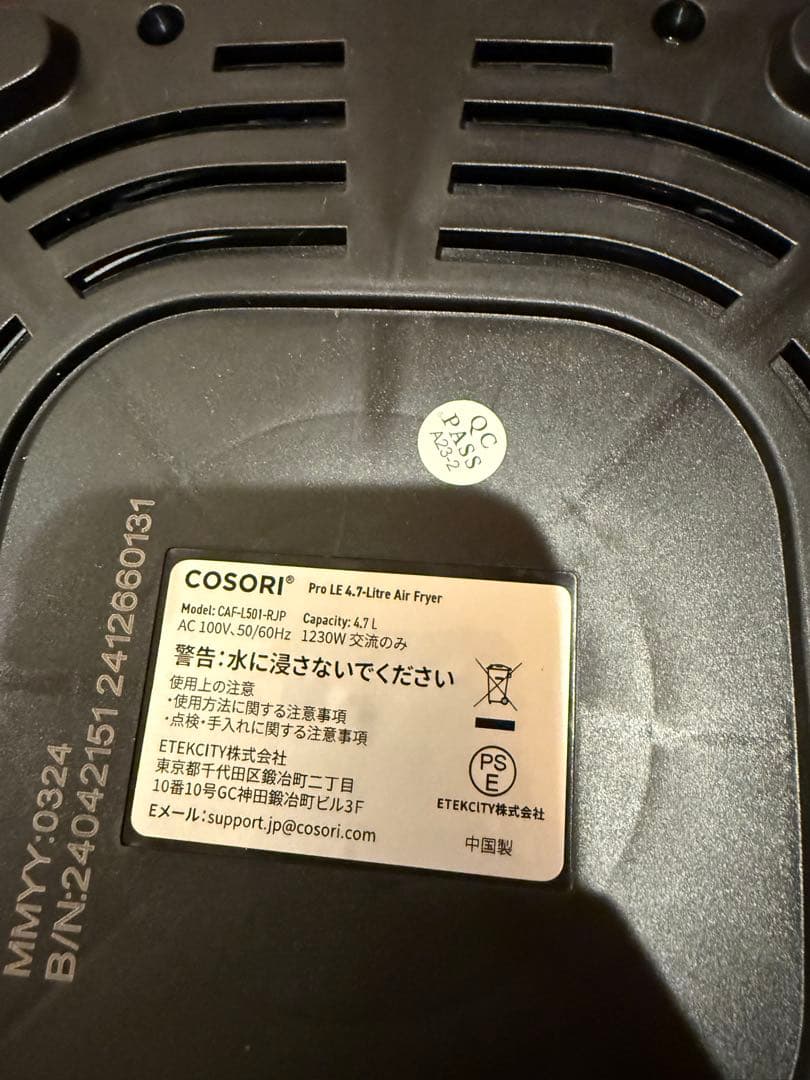 QC
PASS
A23-2
COSORI® Pro LE 4.7-Litre Air Fryer
Model: CAF-L501-RJP Capacity: 4.7 L
AC 100V、50/60Hz 1230W 交流のみ
警告：水に浸さないでください
使用上の注意
・使用方法に関する注意事項
・点検・手入れに関する注意事項
ETEKCITY株式会社
東京都千代田区鍛冶町二丁目
10番10号GC神田鍛冶町ビル3F
Eメール：support.jp@cosori.com
PS
E
ETEKCITY株式会社
中国製
MMYY:0324
B/N:24042151 2412660131